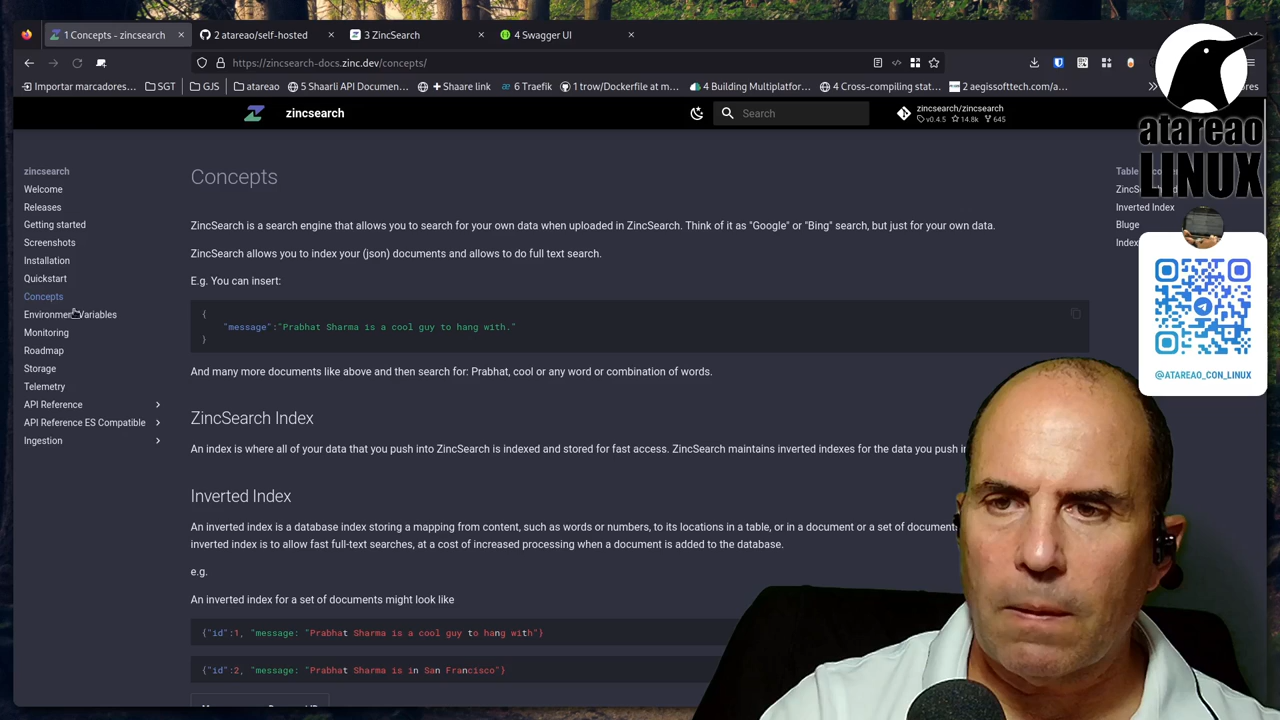 1 Concepts - zincsearch
2 atareao/self-hosted
3 ZincSearch
4 Swagger UI
https://zincsearch-docs.zinc.dev/concepts/
Importar marcadores…
SGT
GJS
atareao
5 Shaarli API Documen…
+ Share link
6 Traefik
1 trow/Dockerfile at m…
4 Building Multiplatfor…
4 Cross-compiling stat…
2 aegissofttech.com/a…
zincsearch
Search
zincsearch/zincsearch
v0.4.5 14.8k 645
atareao
LINUX
@ATAREAO_CON_LINUX
zincsearch
Welcome
Releases
Getting started
Screenshots
Installation
Quickstart
Concepts
Environment Variables
Monitoring
Roadmap
Storage
Telemetry
API Reference
API Reference ES Compatible
Ingestion
Concepts
ZincSearch is a search engine that allows you to search for your own data when uploaded in ZincSearch. Think of it as "Google" or "Bing" search, but just for your own data.
ZincSearch allows you to index your (json) documents and allows to do full text search.
E.g. You can insert:
{
"message":"Prabhat Sharma is a cool guy to hang with."
}
And many more documents like above and then search for: Prabhat, cool or any word or combination of words.
ZincSearch Index
An index is where all of your data that you push into ZincSearch is indexed and stored for fast access. ZincSearch maintains inverted indexes for the data you push in
Inverted Index
An inverted index is a database index storing a mapping from content, such as words or numbers, to its locations in a table, or in a document or a set of document
inverted index is to allow fast full-text searches, at a cost of increased processing when a document is added to the database.
e.g.
An inverted index for a set of documents might look like
{"id":1, "message: "Prabhat Sharma is a cool guy to hang with"}
{"id":2, "message: "Prabhat Sharma is in San Francisco"}
Table
Inverted Index
Bluge
Index